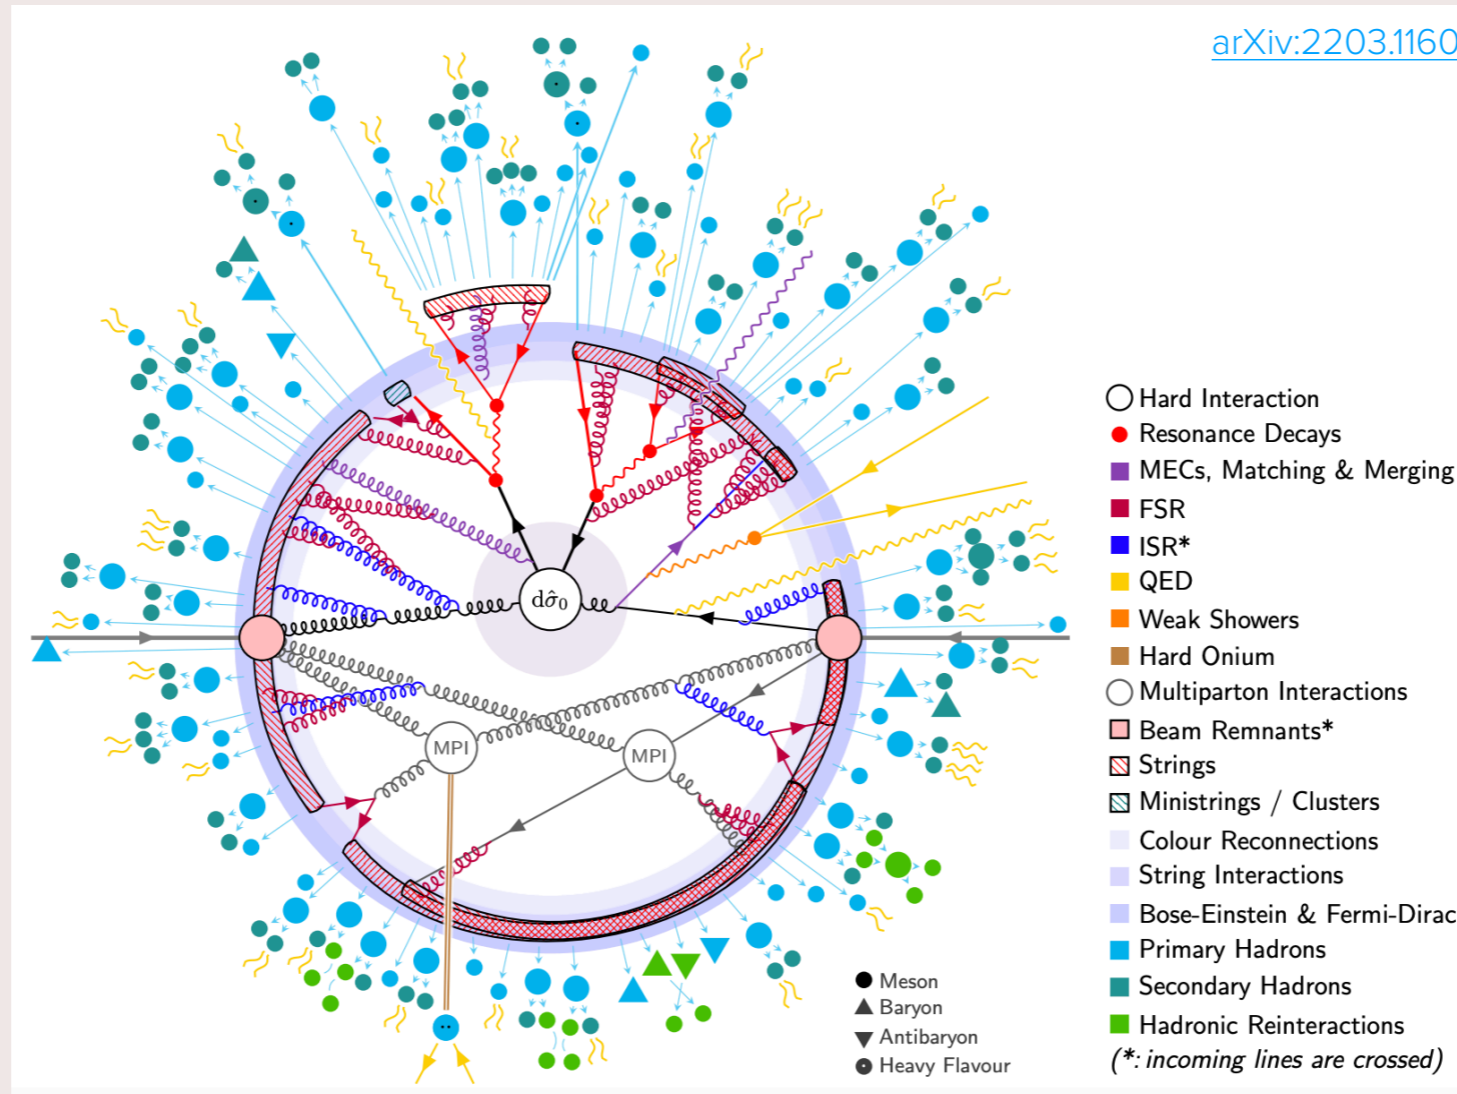 arXiv:2203.1160
dσ̂₀
MPI
MPI
Hard Interaction
Resonance Decays
MECs, Matching & Merging
FSR
ISR*
QED
Weak Showers
Hard Onium
Multiparton Interactions
Beam Remnants*
Strings
Ministrings / Clusters
Colour Reconnections
String Interactions
Bose-Einstein & Fermi-Dirac
Primary Hadrons
Secondary Hadrons
Hadronic Reinteractions
(*: incoming lines are crossed)
Meson
Baryon
Antibaryon
Heavy Flavour